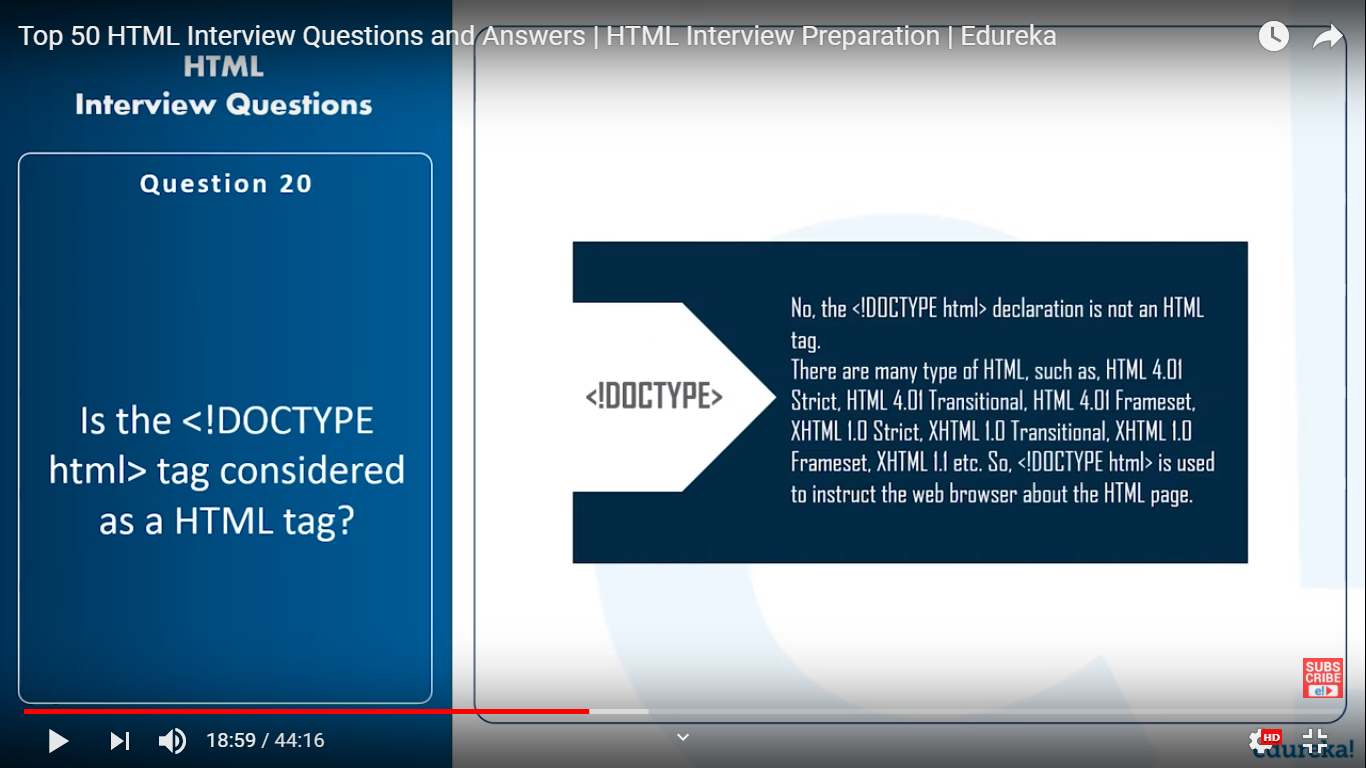 Top 50 HTML Interview Questions and Answers | HTML Interview Preparation | Edureka
HTML
Interview Questions
Question 20
Is the <!DOCTYPE
html> tag considered
as a HTML tag?
<!DOCTYPE>
No, the <!DOCTYPE html> declaration is not an HTML
tag.
There are many type of HTML, such as, HTML 4.01
Strict, HTML 4.01 Transitional, HTML 4.01 Frameset,
XHTML 1.0 Strict, XHTML 1.0 Transitional, XHTML 1.0
Frameset, XHTML 1.1 etc. So, <!DOCTYPE html> is used
to instruct the web browser about the HTML page.
SUBS
CRIBE
e!
18:59 / 44:16
HD
edureka!